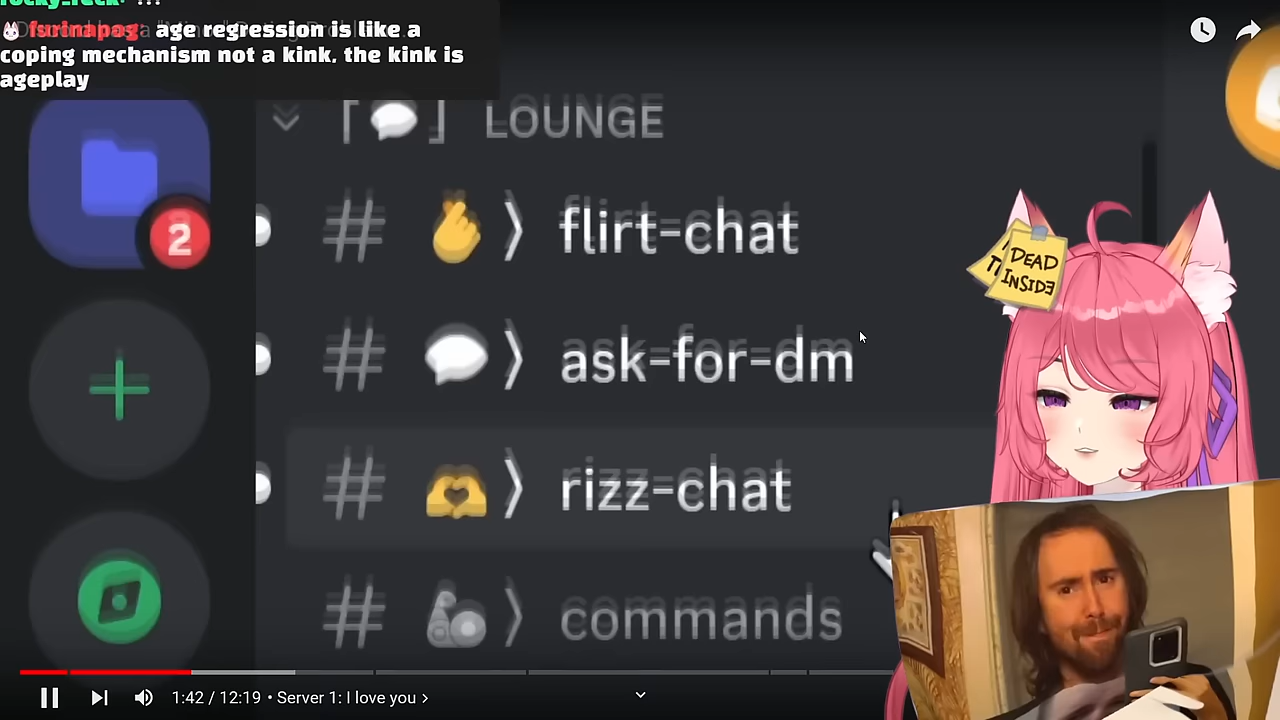 rocky_rock: ...
furinapog: age regression is like a
coping mechanism not a kink. the kink is
ageplay
LOUNGE
# flirt-chat
# ask-for-dm
# rizz-chat
# commands
2
DEAD
INSIDE
1:42 / 12:19 • Server 1: I love you ›